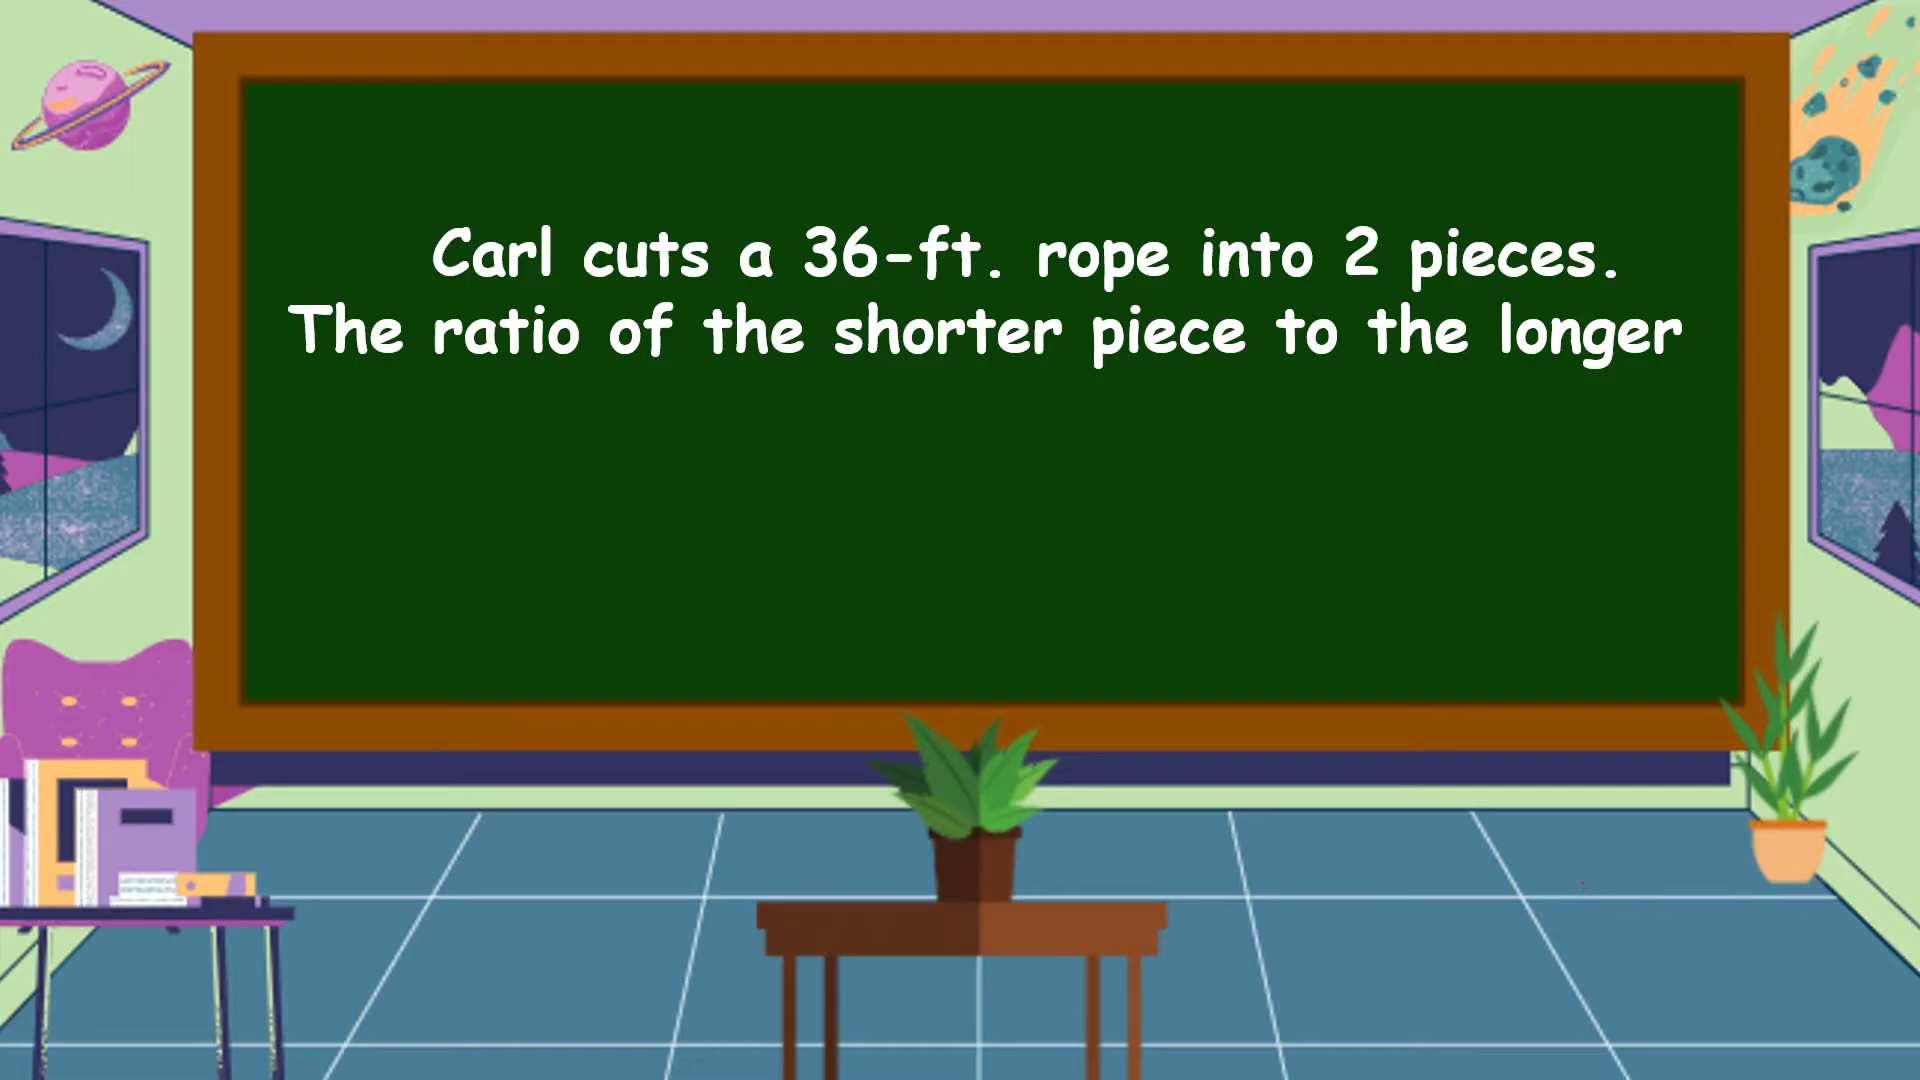 Carl cuts a 36-ft. rope into 2 pieces.
The ratio of the shorter piece to the longer